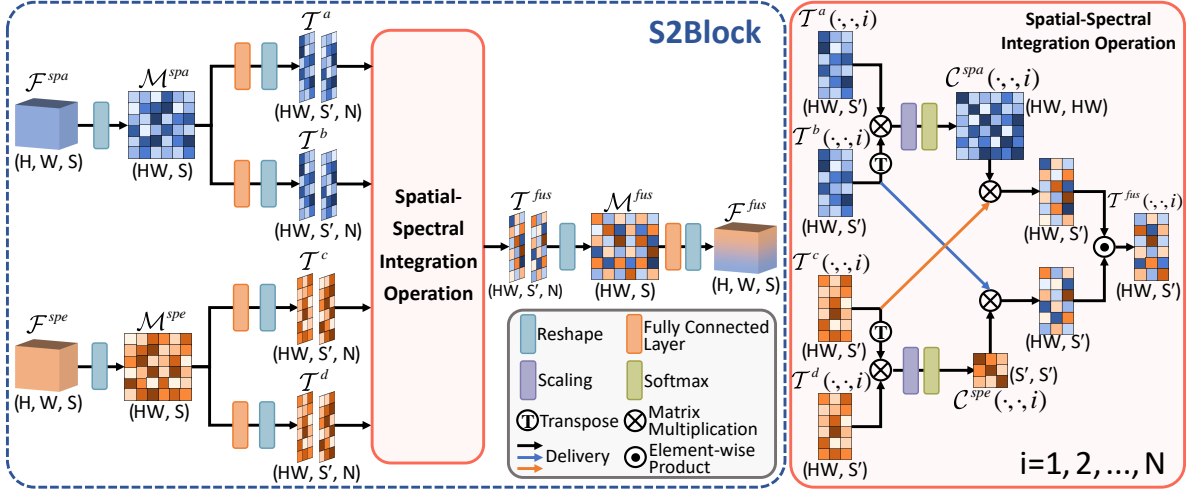 S2Block
F^spa
(H, W, S)
M^spa
(HW, S)
T^a
(HW, S', N)
T^b
(HW, S', N)
F^spe
(H, W, S)
M^spe
(HW, S)
T^c
(HW, S', N)
T^d
(HW, S', N)
Spatial-
Spectral
Integration
Operation
T^fus
(HW, S', N)
M^fus
(HW, S)
F^fus
(H, W, S)
Reshape
Fully Connected
Layer
Scaling
Softmax
T Transpose
Matrix
Multiplication
Delivery
Element-wise
Product
Spatial-Spectral
Integration Operation
T^a(·,·,i)
(HW, S')
T^b(·,·,i)
T
(HW, S')
C^spa(·,·,i)
(HW, HW)
(HW, S')
T^fus(·,·,i)
(HW, S')
T^c(·,·,i)
(HW, S')
T
T^d(·,·,i)
(HW, S')
(HW, S')
(S', S')
C^spe(·,·,i)
i=1, 2, ..., N